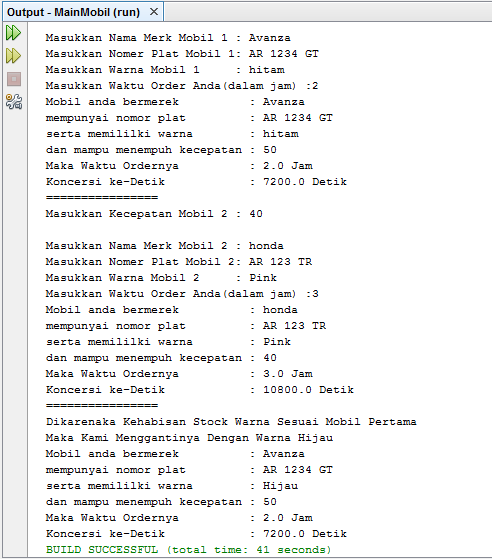 Output - MainMobil (run) ×
Masukkan Nama Merk Mobil 1 : Avanza
Masukkan Nomer Plat Mobil 1: AR 1234 GT
Masukkan Warna Mobil 1     : hitam
Masukkan Waktu Order Anda(dalam jam) :2
Mobil anda bermerek          : Avanza
mempunyai nomor plat         : AR 1234 GT
serta memililki warna        : hitam
dan mampu menempuh kecepatan : 50
Maka Waktu Ordernya          : 2.0 Jam
Koncersi ke-Detik            : 7200.0 Detik
================
Masukkan Kecepatan Mobil 2 : 40
Masukkan Nama Merk Mobil 2 : honda
Masukkan Nomer Plat Mobil 2: AR 123 TR
Masukkan Warna Mobil 2     : Pink
Masukkan Waktu Order Anda(dalam jam) :3
Mobil anda bermerek          : honda
mempunyai nomor plat         : AR 123 TR
serta memililki warna        : Pink
dan mampu menempuh kecepatan : 40
Maka Waktu Ordernya          : 3.0 Jam
Koncersi ke-Detik            : 10800.0 Detik
================
Dikarenaka Kehabisan Stock Warna Sesuai Mobil Pertama
Maka Kami Menggantinya Dengan Warna Hijau
Mobil anda bermerek          : Avanza
mempunyai nomor plat         : AR 1234 GT
serta memililki warna        : Hijau
dan mampu menempuh kecepatan : 50
Maka Waktu Ordernya          : 2.0 Jam
Koncersi ke-Detik            : 7200.0 Detik
BUILD SUCCESSFUL (total time: 41 seconds)